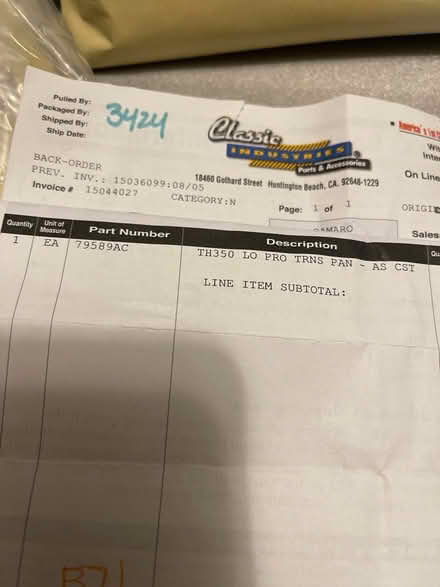 Pulled By:
Packaged By:
Shipped By:
Ship Date:
3424
Classic
INDUSTRIES
Parts & Accessories
18460 Gothard Street Huntington Beach, CA. 92648-1229
America's
On Line
BACK-ORDER
PREV. INV.: 15036099:08/05
Invoice # 15044027 CATEGORY:N
Page: 1 of 1
Sales
Quantity Unit of Measure Part Number Description
1 EA 79589AC TH350 LO PRO TRNS PAN - AS CST
LINE ITEM SUBTOTAL: